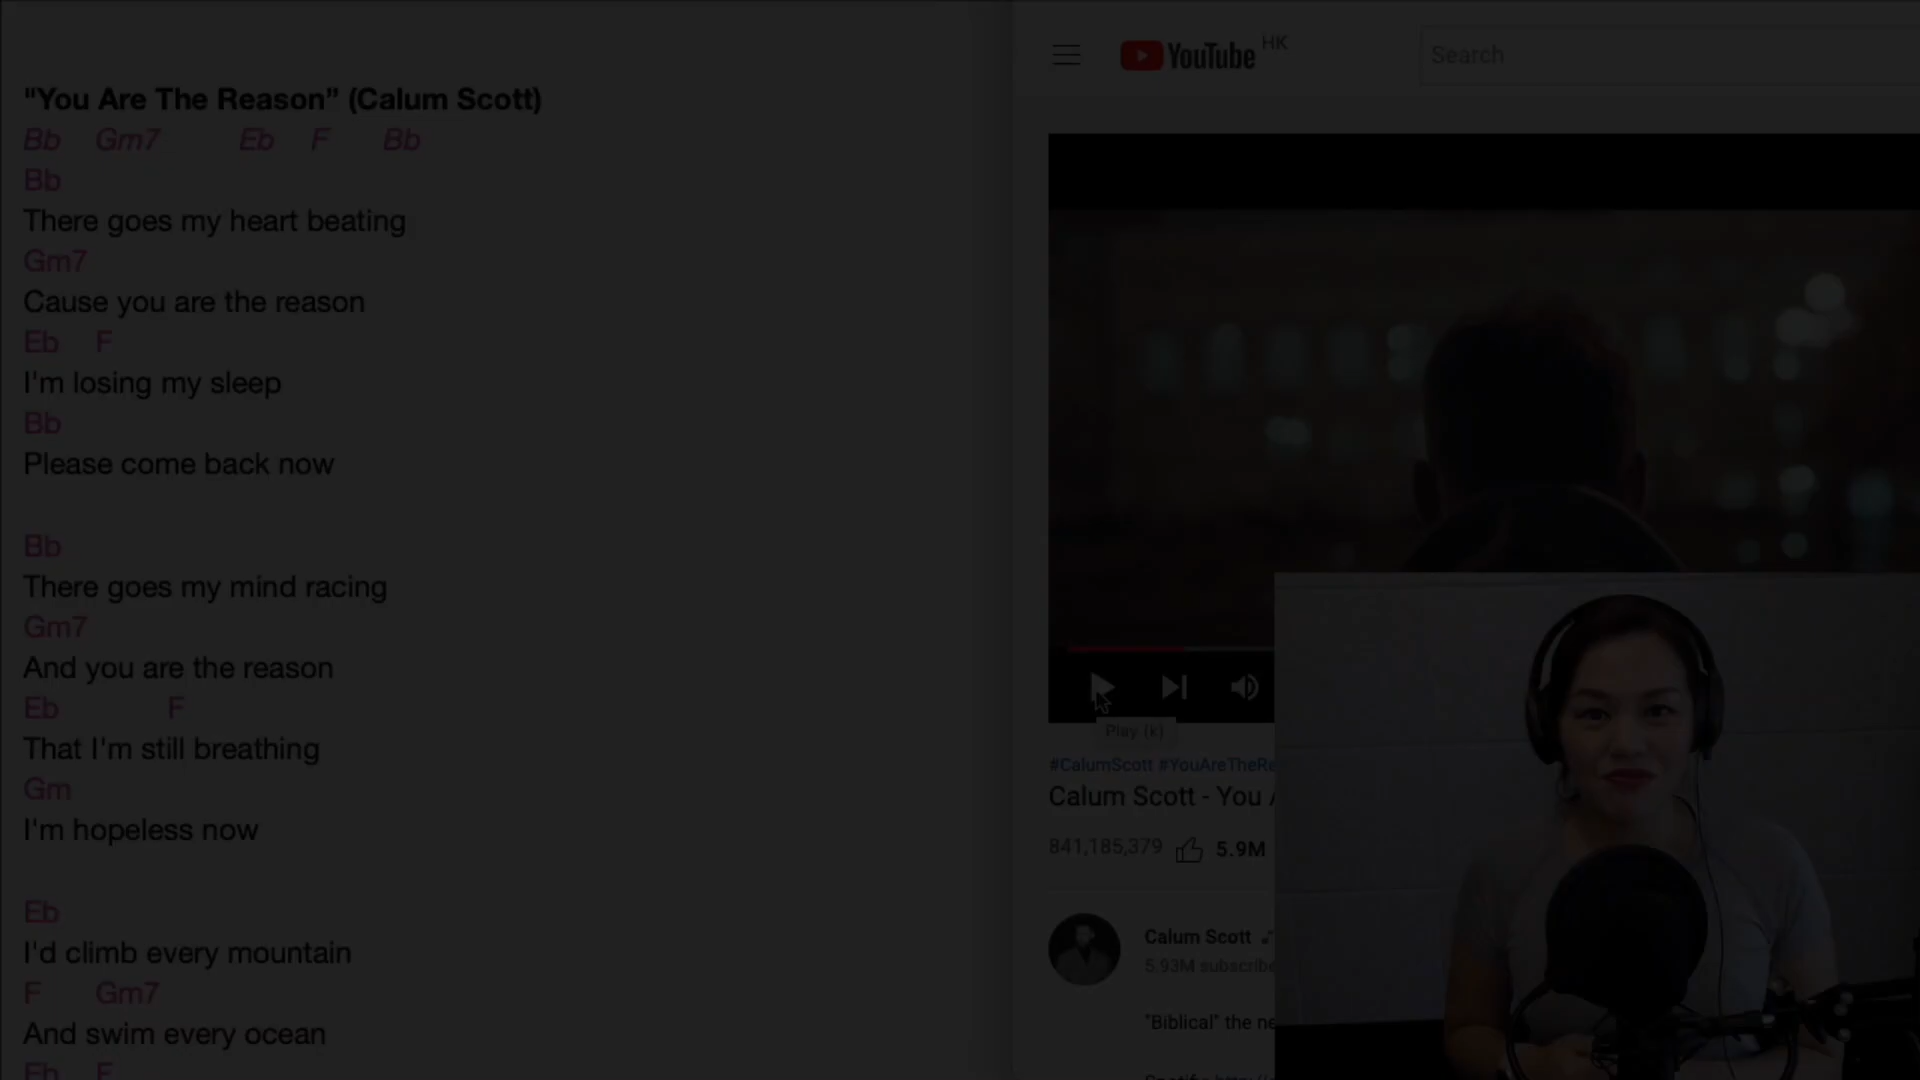 "You Are The Reason” (Calum Scott)
Bb Gm7 Eb F Bb
Bb
There goes my heart beating
Gm7
Cause you are the reason
Eb F
I'm losing my sleep
Bb
Please come back now
Bb
There goes my mind racing
Gm7
And you are the reason
Eb F
That I'm still breathing
Gm
I'm hopeless now
Eb
I'd climb every mountain
F Gm7
And swim every ocean
Eb F
YouTube HK
Search
Play (k)
#CalumScott #YouAreTheRe
Calum Scott - You A
841,185,379 5.9M
Calum Scott
5.93M subscribe
"Biblical" the ne